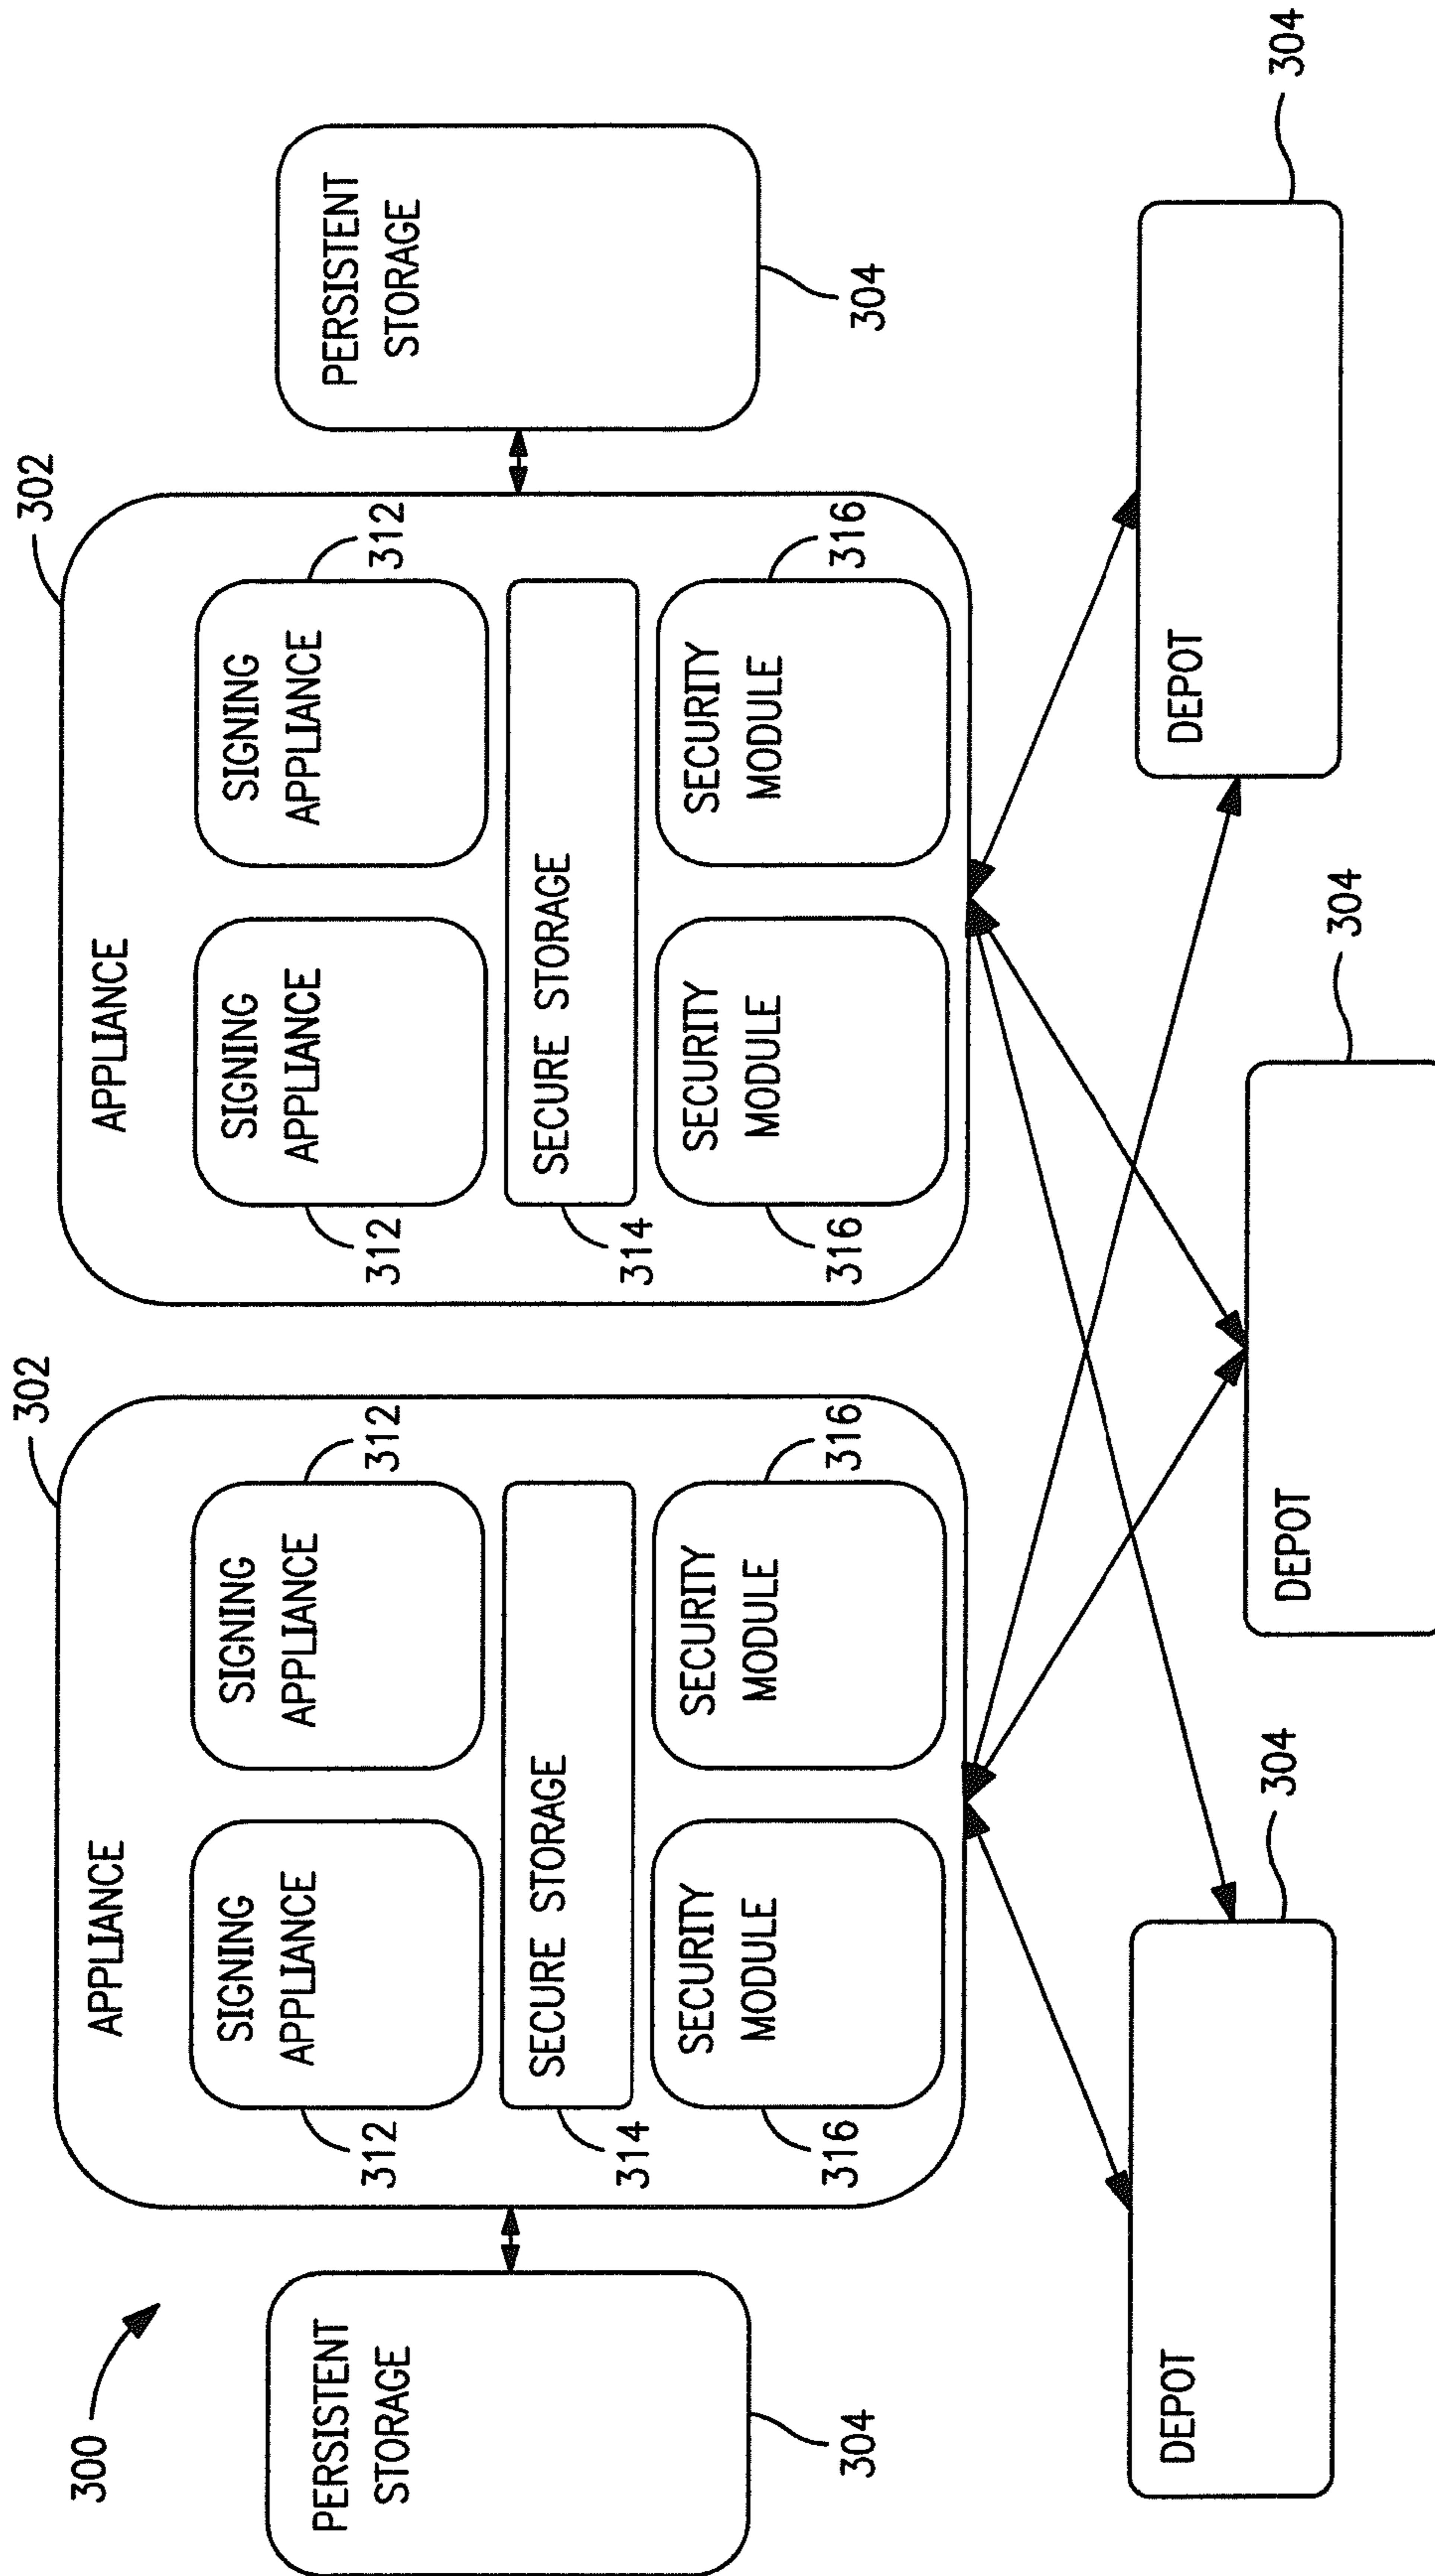 300
302
302
APPLIANCE
APPLIANCE
PERSISTENT
STORAGE
304
SIGNING
APPLIANCE
312
SIGNING
APPLIANCE
312
SECURE STORAGE
314
SECURITY
MODULE
316
SECURITY
MODULE
316
SIGNING
APPLIANCE
312
SIGNING
APPLIANCE
312
SECURE STORAGE
314
SECURITY
MODULE
316
SECURITY
MODULE
316
PERSISTENT
STORAGE
304
DEPOT
304
DEPOT
304
DEPOT
304